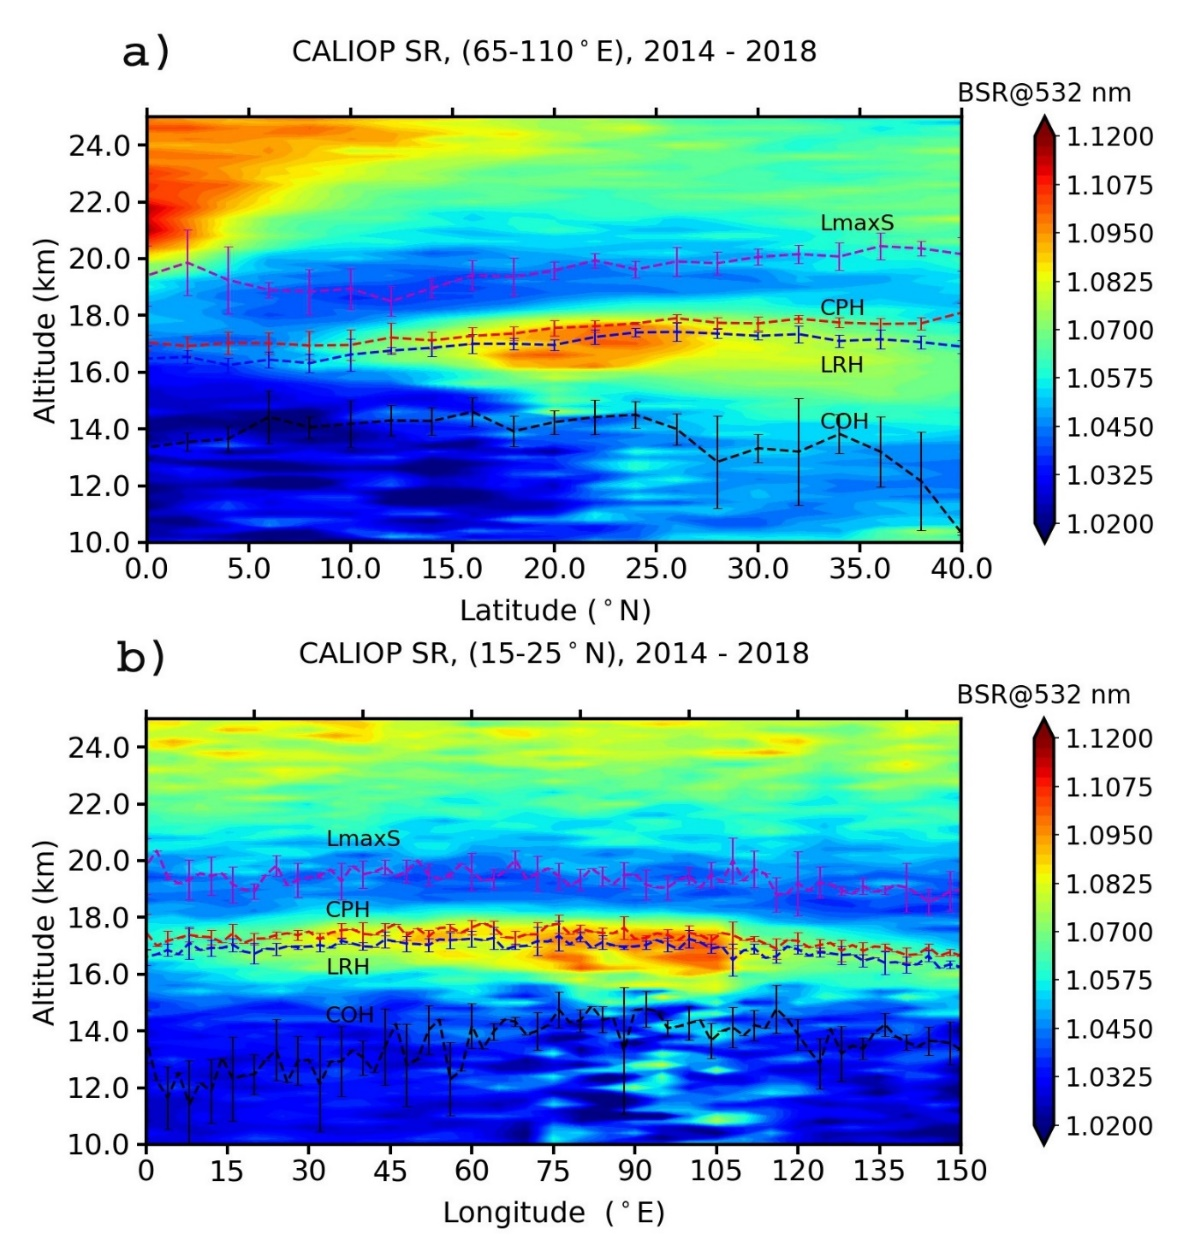 a)
CALIOP SR, (65-110°E), 2014 - 2018
BSR@532 nm
24.0
22.0
20.0
18.0
16.0
14.0
12.0
10.0
Altitude (km)
LmaxS
CPH
LRH
COH
1.1200
1.1075
1.0950
1.0825
1.0700
1.0575
1.0450
1.0325
1.0200
0.0 5.0 10.0 15.0 20.0 25.0 30.0 35.0 40.0
Latitude (°N)
b)
CALIOP SR, (15-25°N), 2014 - 2018
BSR@532 nm
24.0
22.0
20.0
18.0
16.0
14.0
12.0
10.0
Altitude (km)
LmaxS
CPH
LRH
COH
1.1200
1.1075
1.0950
1.0825
1.0700
1.0575
1.0450
1.0325
1.0200
0 15 30 45 60 75 90 105 120 135 150
Longitude (°E)